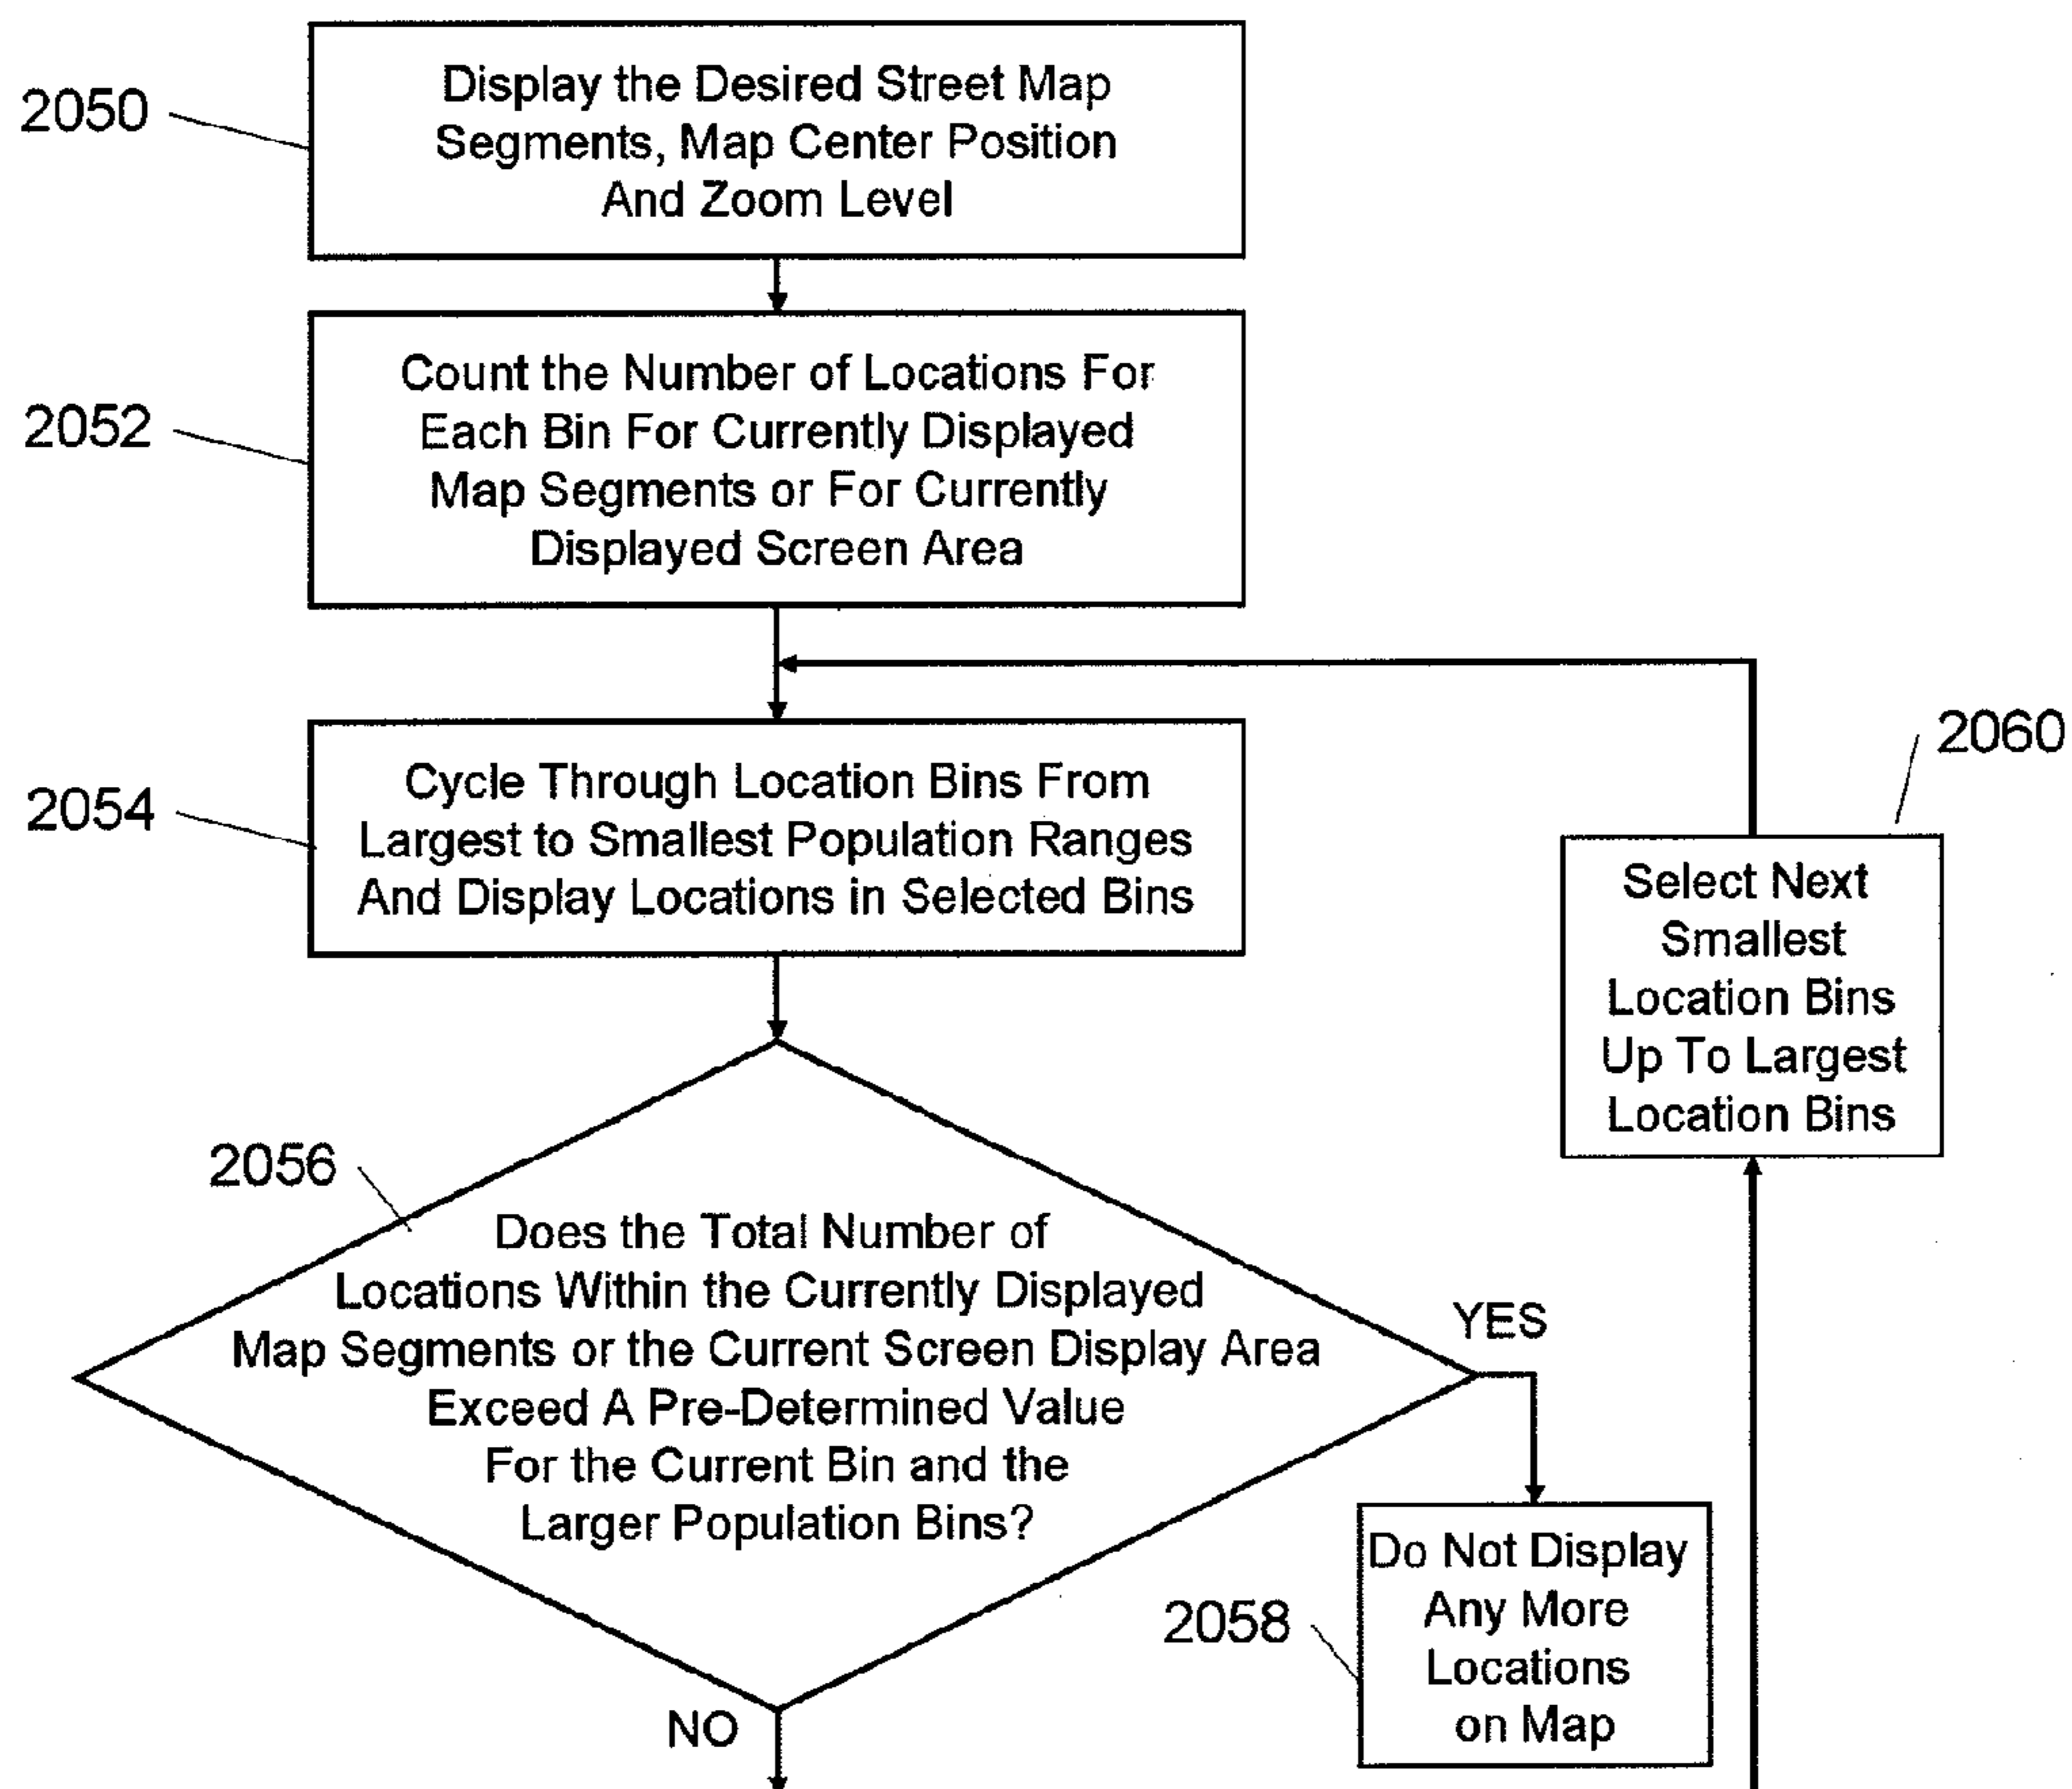 2050
Display the Desired Street Map
Segments, Map Center Position
And Zoom Level
2052
Count the Number of Locations For
Each Bin For Currently Displayed
Map Segments or For Currently
Displayed Screen Area
2054
Cycle Through Location Bins From
Largest to Smallest Population Ranges
And Display Locations in Selected Bins
2060
Select Next
Smallest
Location Bins
Up To Largest
Location Bins
2056
Does the Total Number of
Locations Within the Currently Displayed
Map Segments or the Current Screen Display Area
Exceed A Pre-Determined Value
For the Current Bin and the
Larger Population Bins?
YES
2058
Do Not Display
Any More
Locations
on Map
NO